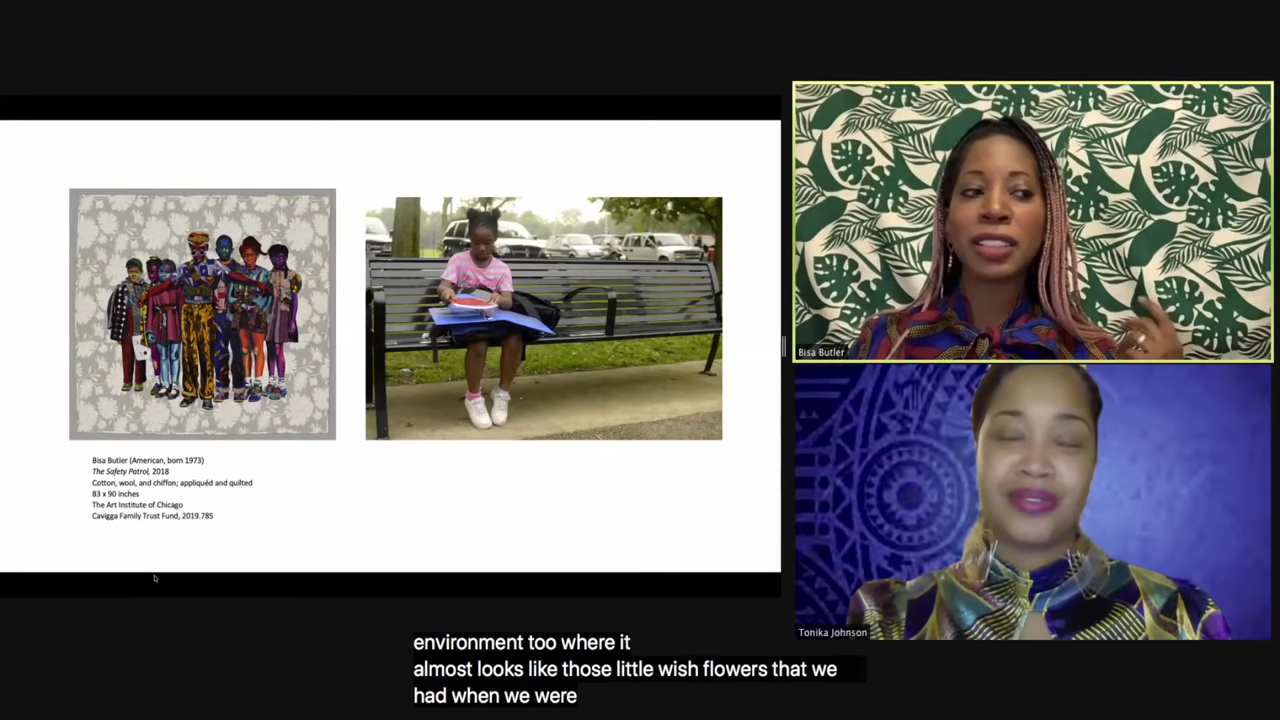 Bisa Butler (American, born 1973)
The Safety Patrol, 2018
Cotton, wool, and chiffon; appliquéd and quilted
83 x 90 inches
The Art Institute of Chicago
Cavigga Family Trust Fund, 2019.785
Bisa Butler
Tonika Johnson
environment too where it
almost looks like those little wish flowers that we
had when we were